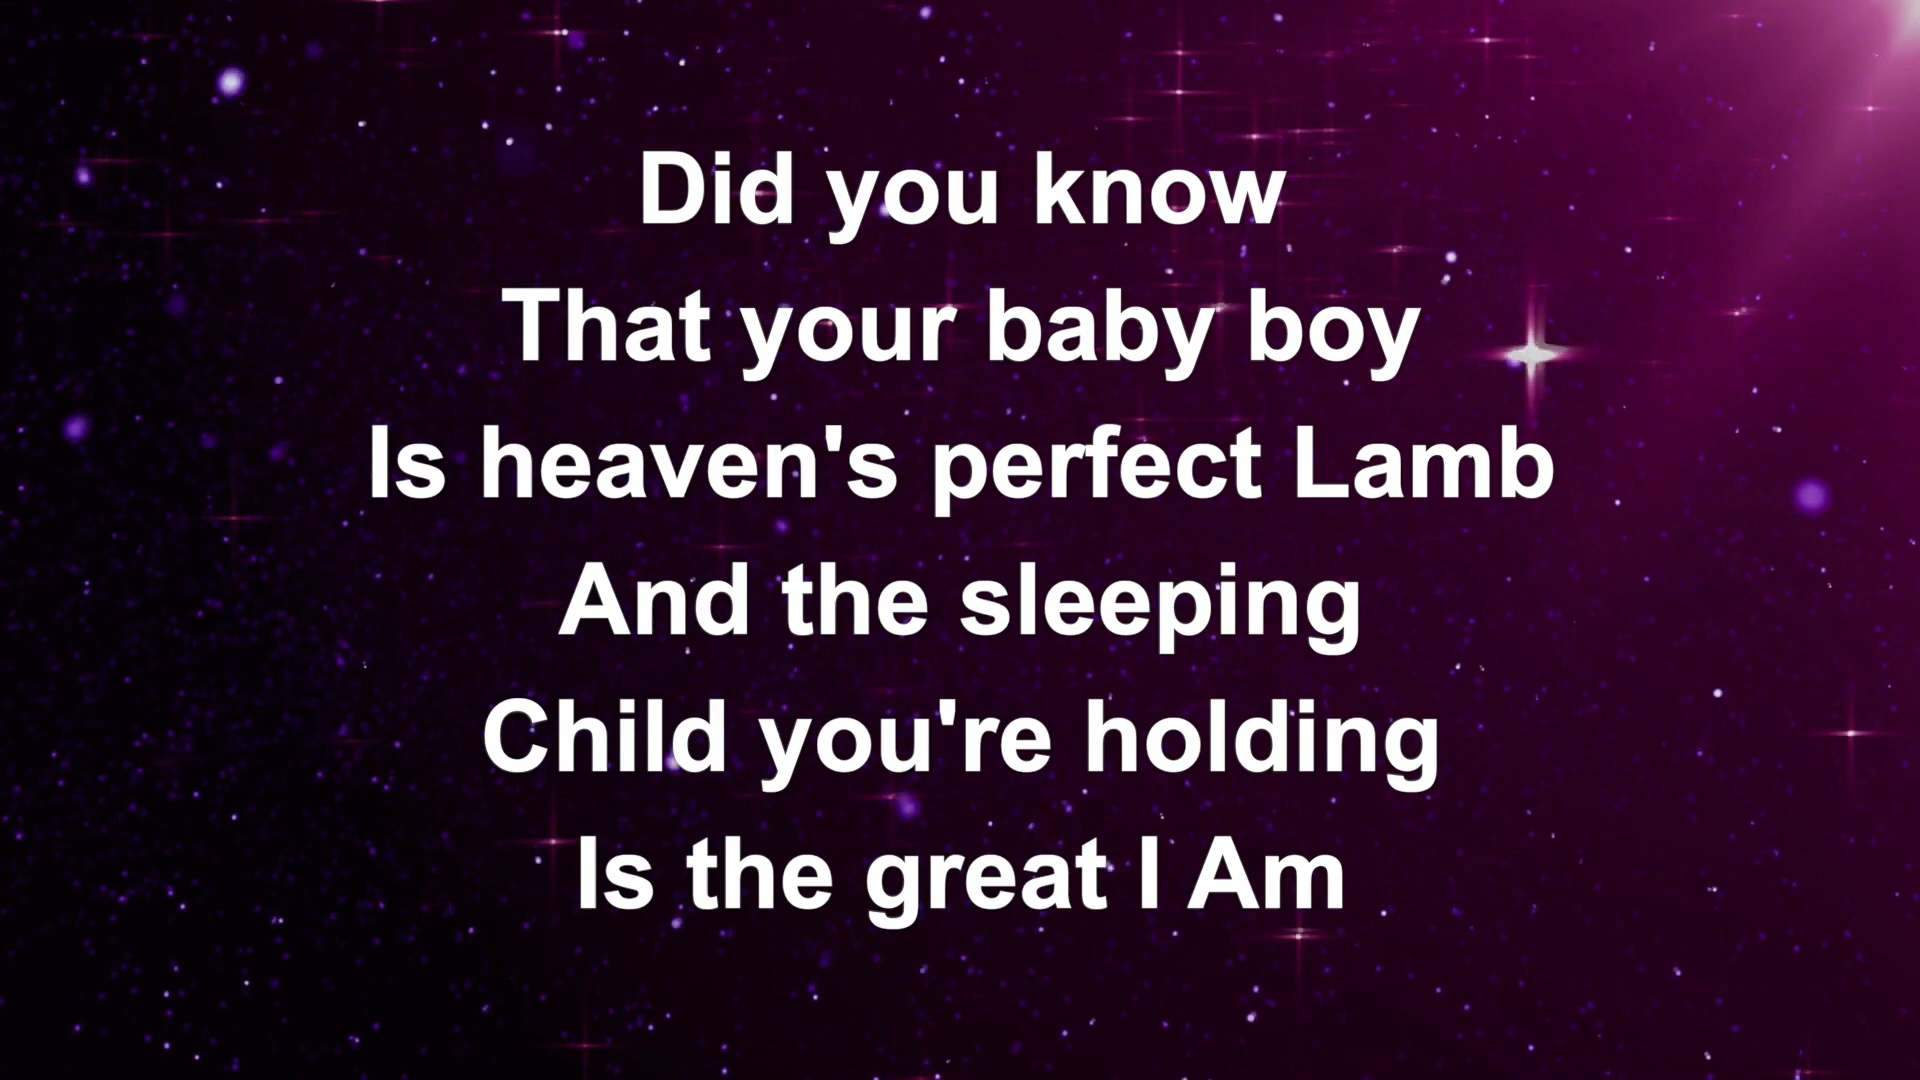 Did you know
That your baby boy
Is heaven's perfect Lamb
And the sleeping
Child you're holding
Is the great I Am